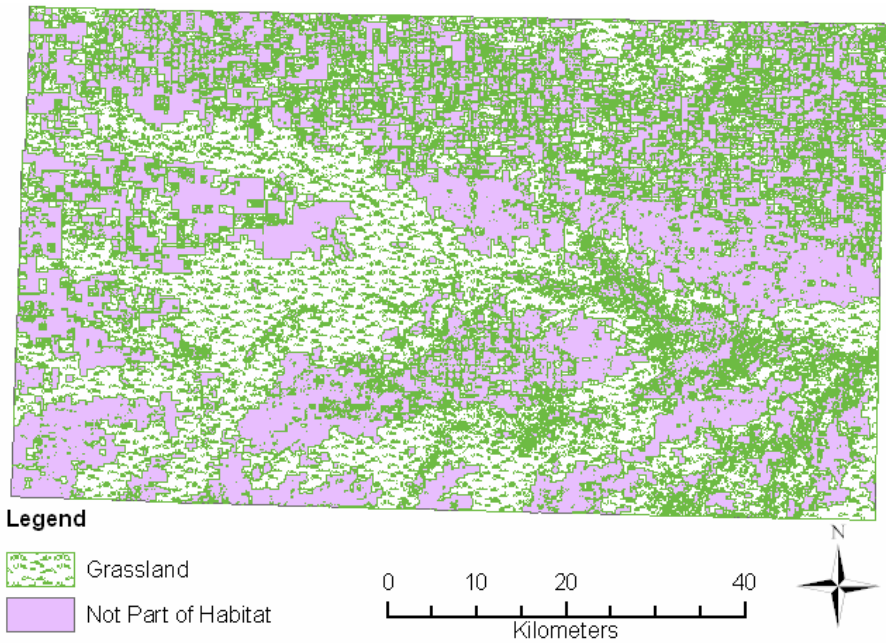 Legend
Grassland
Not Part of Habitat
0 10 20 40
Kilometers
N